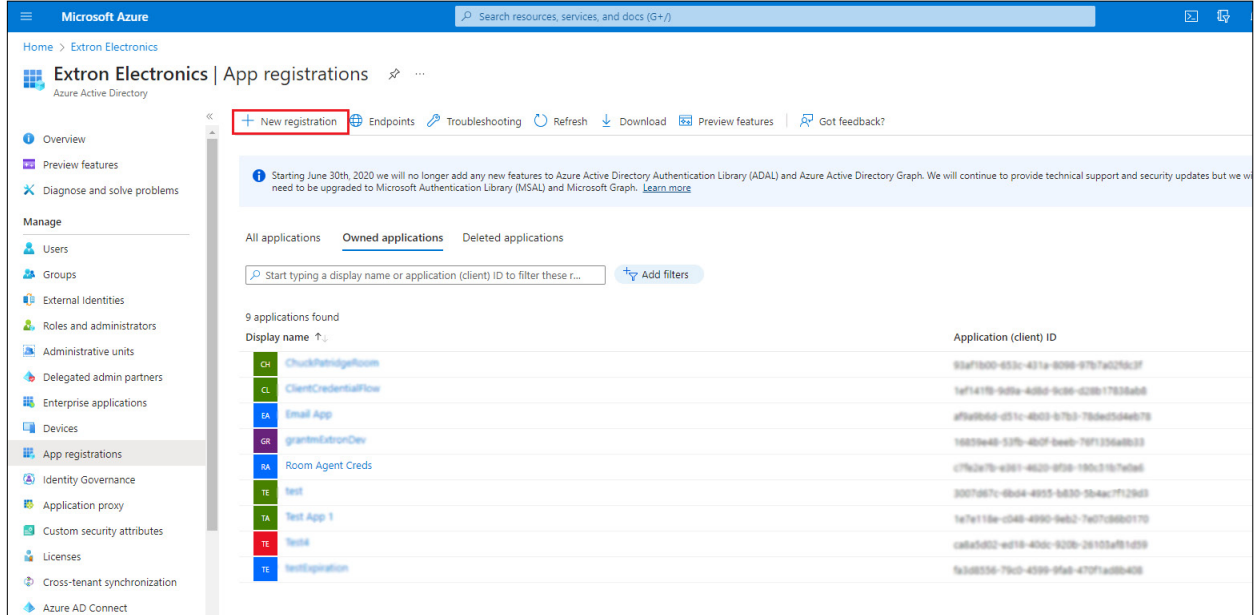 Microsoft Azure
Search resources, services, and docs (G+/)
Home > Extron Electronics
Extron Electronics | App registrations
Azure Active Directory
New registration Endpoints Troubleshooting Refresh Download Preview features Got feedback?
Overview
Preview features
Diagnose and solve problems
Manage
Users
Groups
External Identities
Roles and administrators
Administrative units
Delegated admin partners
Enterprise applications
Devices
App registrations
Identity Governance
Application proxy
Custom security attributes
Licenses
Cross-tenant synchronization
Azure AD Connect
Starting June 30th, 2020 we will no longer add any new features to Azure Active Directory Authentication Library (ADAL) and Azure Active Directory Graph. We will continue to provide technical support and security updates but we
need to be upgraded to Microsoft Authentication Library (MSAL) and Microsoft Graph. Learn more
All applications Owned applications Deleted applications
Start typing a display name or application (client) ID to filter these r...
Add filters
9 applications found
Display name Application (client) ID
CH
CL ClientCredentialFlow
EA Email App
GR
RA Room Agent Creds
TE test
TA Test App 1
TE Test4
TE testExpiration